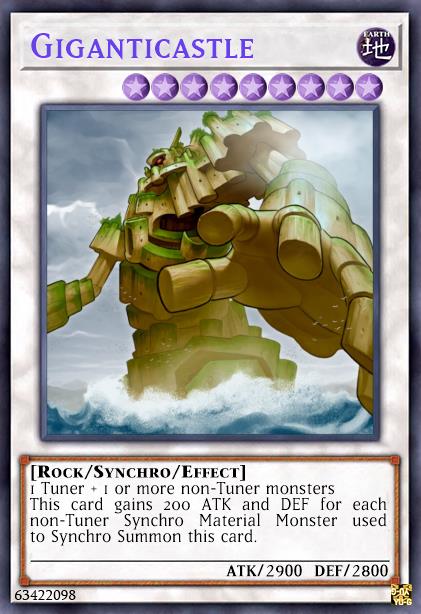 GIGANTICASTLE
EARTH
地
[ROCK/SYNCHRO/EFFECT]
1 Tuner + 1 or more non-Tuner monsters
This card gains 200 ATK and DEF for each
non-Tuner Synchro Material Monster used
to Synchro Summon this card.
ATK/2900 DEF/2800
63422098